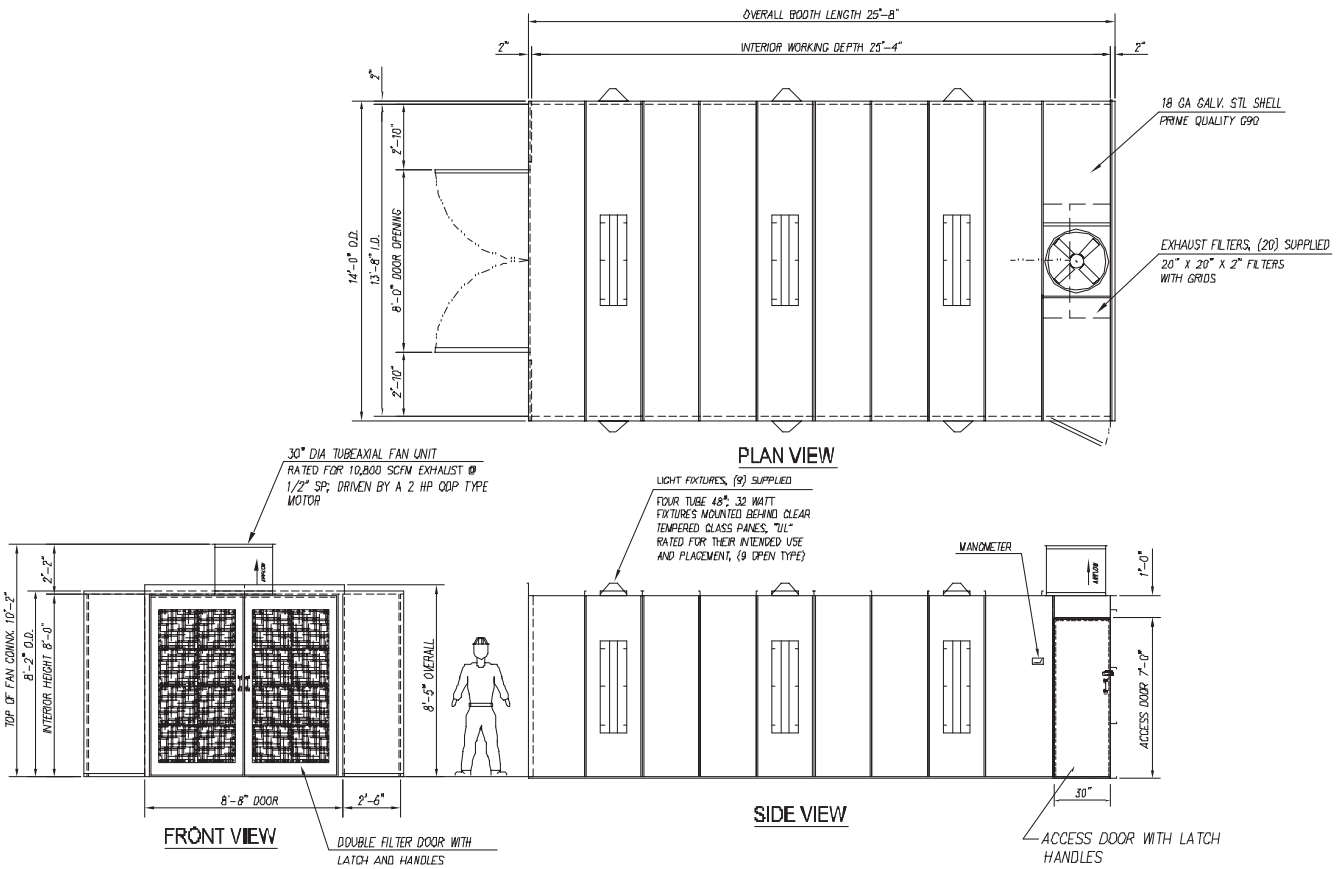 OVERALL BOOTH LENGTH 25'-8"
2"
INTERIOR WORKING DEPTH 25'-4"
2"
2"
18 GA GALV. STL SHELL
PRIME QUALITY G90
2'-10"
14'-0" O.D.
13'-8" I.D.
8'-0" DOOR OPENING
2'-10"
EXHAUST FILTERS, (20) SUPPLIED
20" X 20" X 2" FILTERS
WITH GRIDS
PLAN VIEW
30" DIA TUBEAXIAL FAN UNIT
RATED FOR 10,800 SCFM EXHAUST @
1/2" SP; DRIVEN BY A 2 HP ODP TYPE
MOTOR
LIGHT FIXTURES, (9) SUPPLIED
FOUR TUBE 48", 32 WATT
FIXTURES MOUNTED BEHIND CLEAR
TEMPERED GLASS PANES, "UL"
RATED FOR THEIR INTENDED USE
AND PLACEMENT, (9 OPEN TYPE)
MANOMETER
TOP OF FAN CONNX. 10'-2"
2'-2"
8'-2" O.D.
INTERIOR HEIGHT 8'-0"
AIRFLOW
8'-5" OVERALL
8'-8" DOOR
2'-6"
FRONT VIEW
DOUBLE FILTER DOOR WITH
LATCH AND HANDLES
AIRFLOW
1'-0"
ACCESS DOOR 7'-0"
30"
SIDE VIEW
ACCESS DOOR WITH LATCH
HANDLES